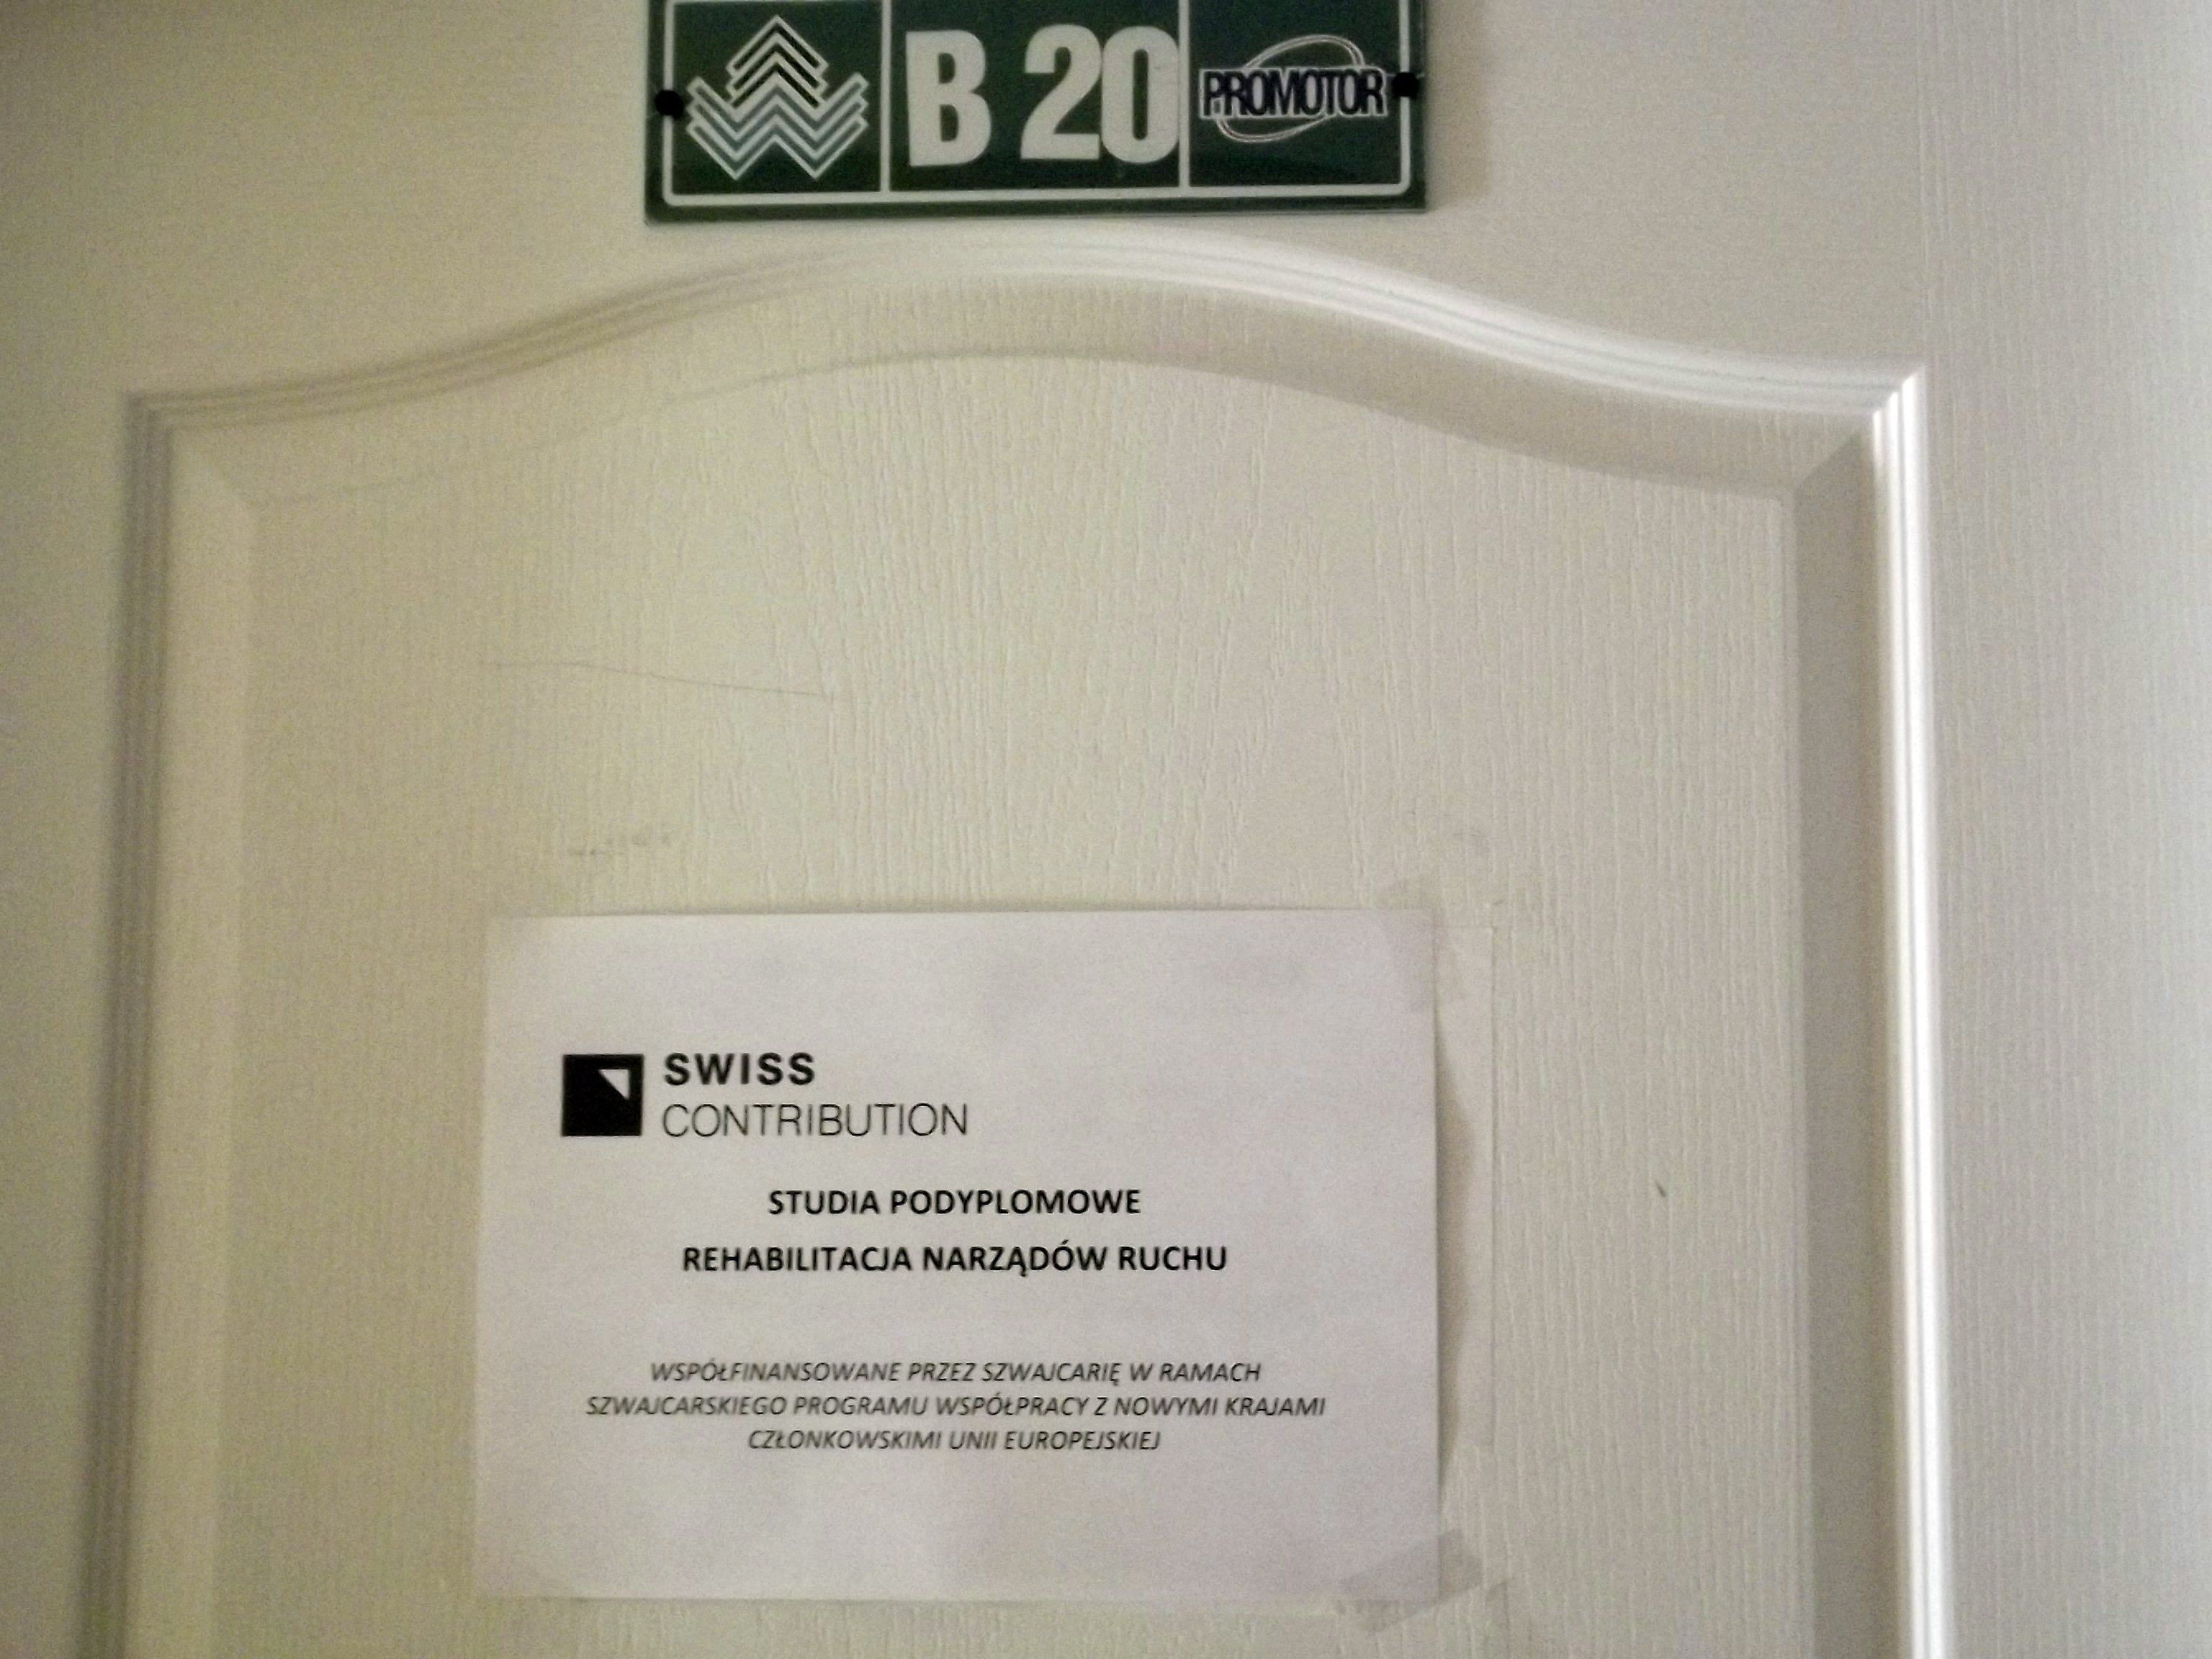 B 20
PROMOTOR
SWISS
CONTRIBUTION
STUDIA PODYPLOMOWE
REHABILITACJA NARZĄDÓW RUCHU
WSPÓŁFINANSOWANE PRZEZ SZWAJCARIĘ W RAMACH
SZWAJCARSKIEGO PROGRAMU WSPÓŁPRACY Z NOWYMI KRAJAMI
CZŁONKOWSKIMI UNII EUROPEJSKIEJ